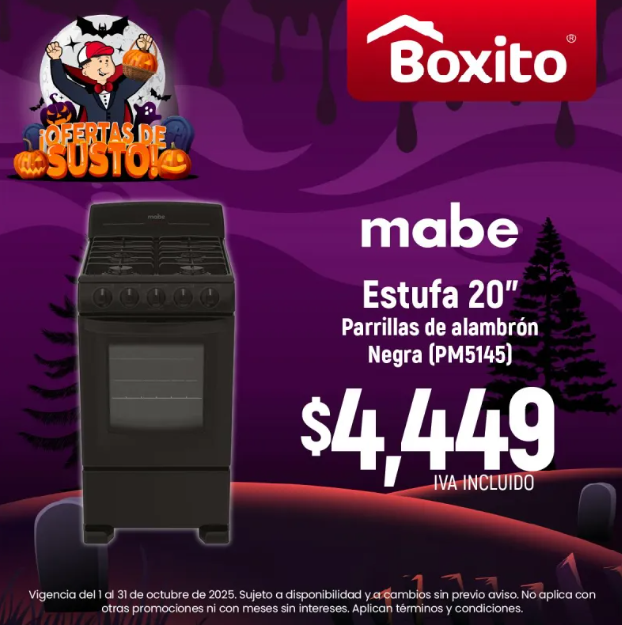 ¡OFERTAS DE
SUSTO!
Boxito®
mabe
mabe
Estufa 20”
Parrillas de alambrón
Negra (PM5145)
$4,449
IVA INCLUIDO
Vigencia del 1 al 31 de octubre de 2025. Sujeto a disponibilidad y a cambios sin previo aviso. No aplica con
otras promociones ni con meses sin intereses. Aplican términos y condiciones.